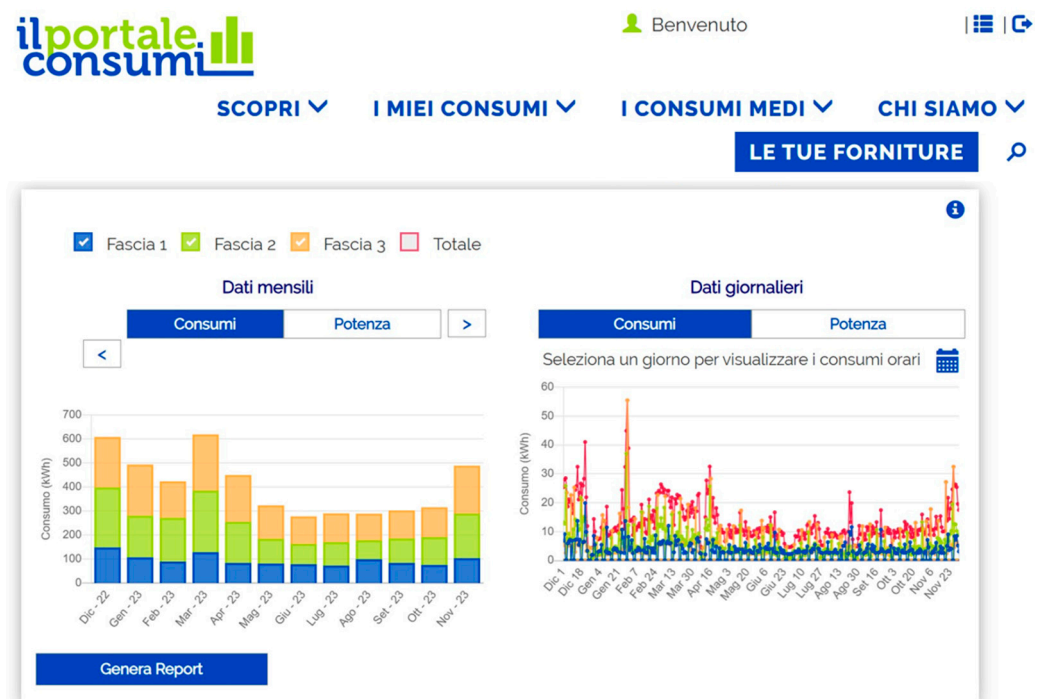 ilportale.
consumi
Benvenuto
SCOPRI
I MIEI CONSUMI
I CONSUMI MEDI
CHI SIAMO
LE TUE FORNITURE
Fascia 1
Fascia 2
Fascia 3
Totale
Dati mensili
Consumi
Potenza
>
<
Consumo (kWh)
700
600
500
400
300
200
100
0
Dic - 22
Gen - 23
Feb - 23
Mar - 23
Apr - 23
Mag - 23
Giu - 23
Lug - 23
Ago - 23
Set - 23
Ott - 23
Nov - 23
Dati giornalieri
Consumi
Potenza
Seleziona un giorno per visualizzare i consumi orari
Consumo (kWh)
60
50
40
30
20
10
0
Dic 1
Dic 18
Gen 4
Gen 21
Feb 7
Feb 24
Mar 13
Mar 30
Apr 16
Mag 3
Mag 20
Giu 6
Giu 23
Lug 10
Lug 27
Ago 13
Ago 30
Set 16
Ott 3
Ott 20
Nov 6
Nov 23
Genera Report